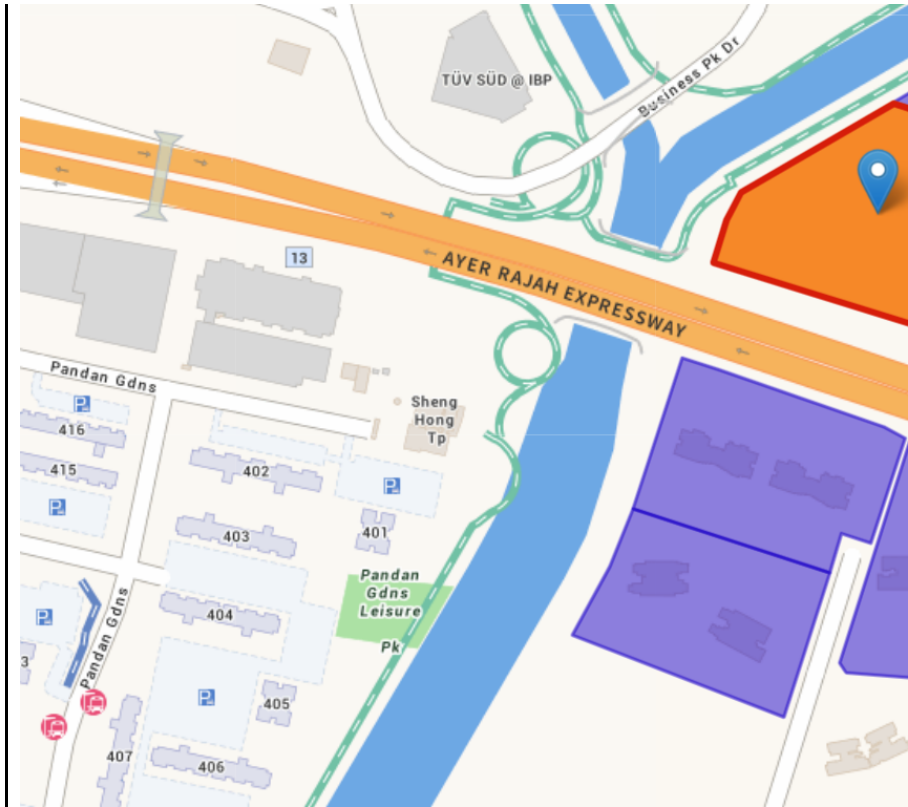 TÜV SÜD @ IBP
Business Pk Dr
13
AYER RAJAH EXPRESSWAY
Pandan Gdns
Sheng
Hong
Tp
416
415
402
403
401
Pandan
Gdns
Leisure
Pk
404
Pandan Gdns
3
405
407
406